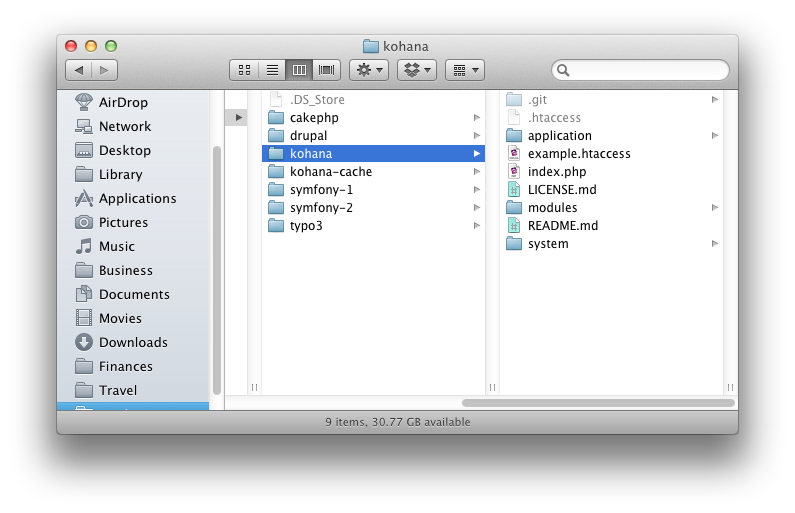 kohana
AirDrop
Network
Desktop
Library
Applications
Pictures
Music
Business
Documents
Movies
Downloads
Finances
Travel
.DS_Store
cakephp
drupal
kohana
kohana-cache
symfony-1
symfony-2
typo3
.git
.htaccess
application
example.htaccess
index.php
LICENSE.md
modules
README.md
system
9 items, 30.77 GB available